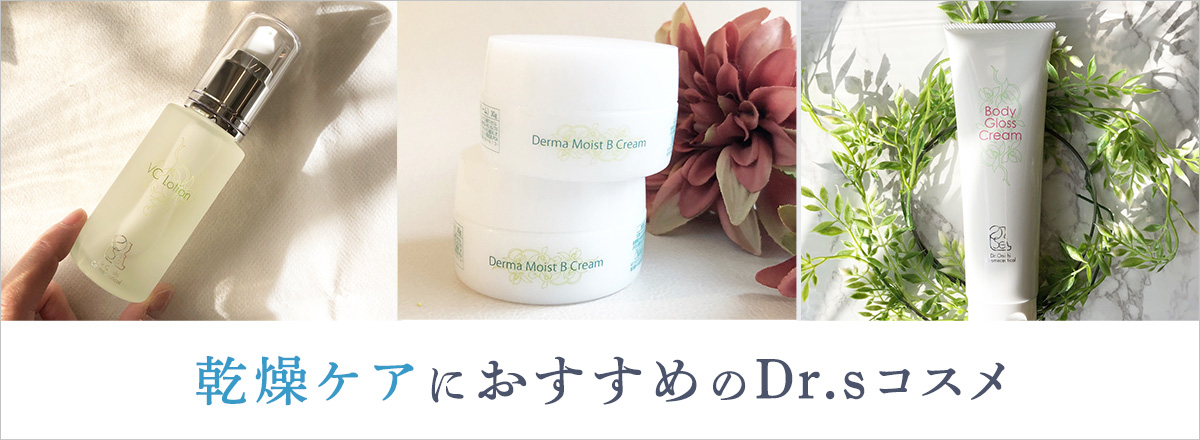 VC Lotion
Derma Moist B Cream
Derma Moist B Cream
Body
Gloss
Cream
乾燥ケアにおすすめのDr.sコスメ